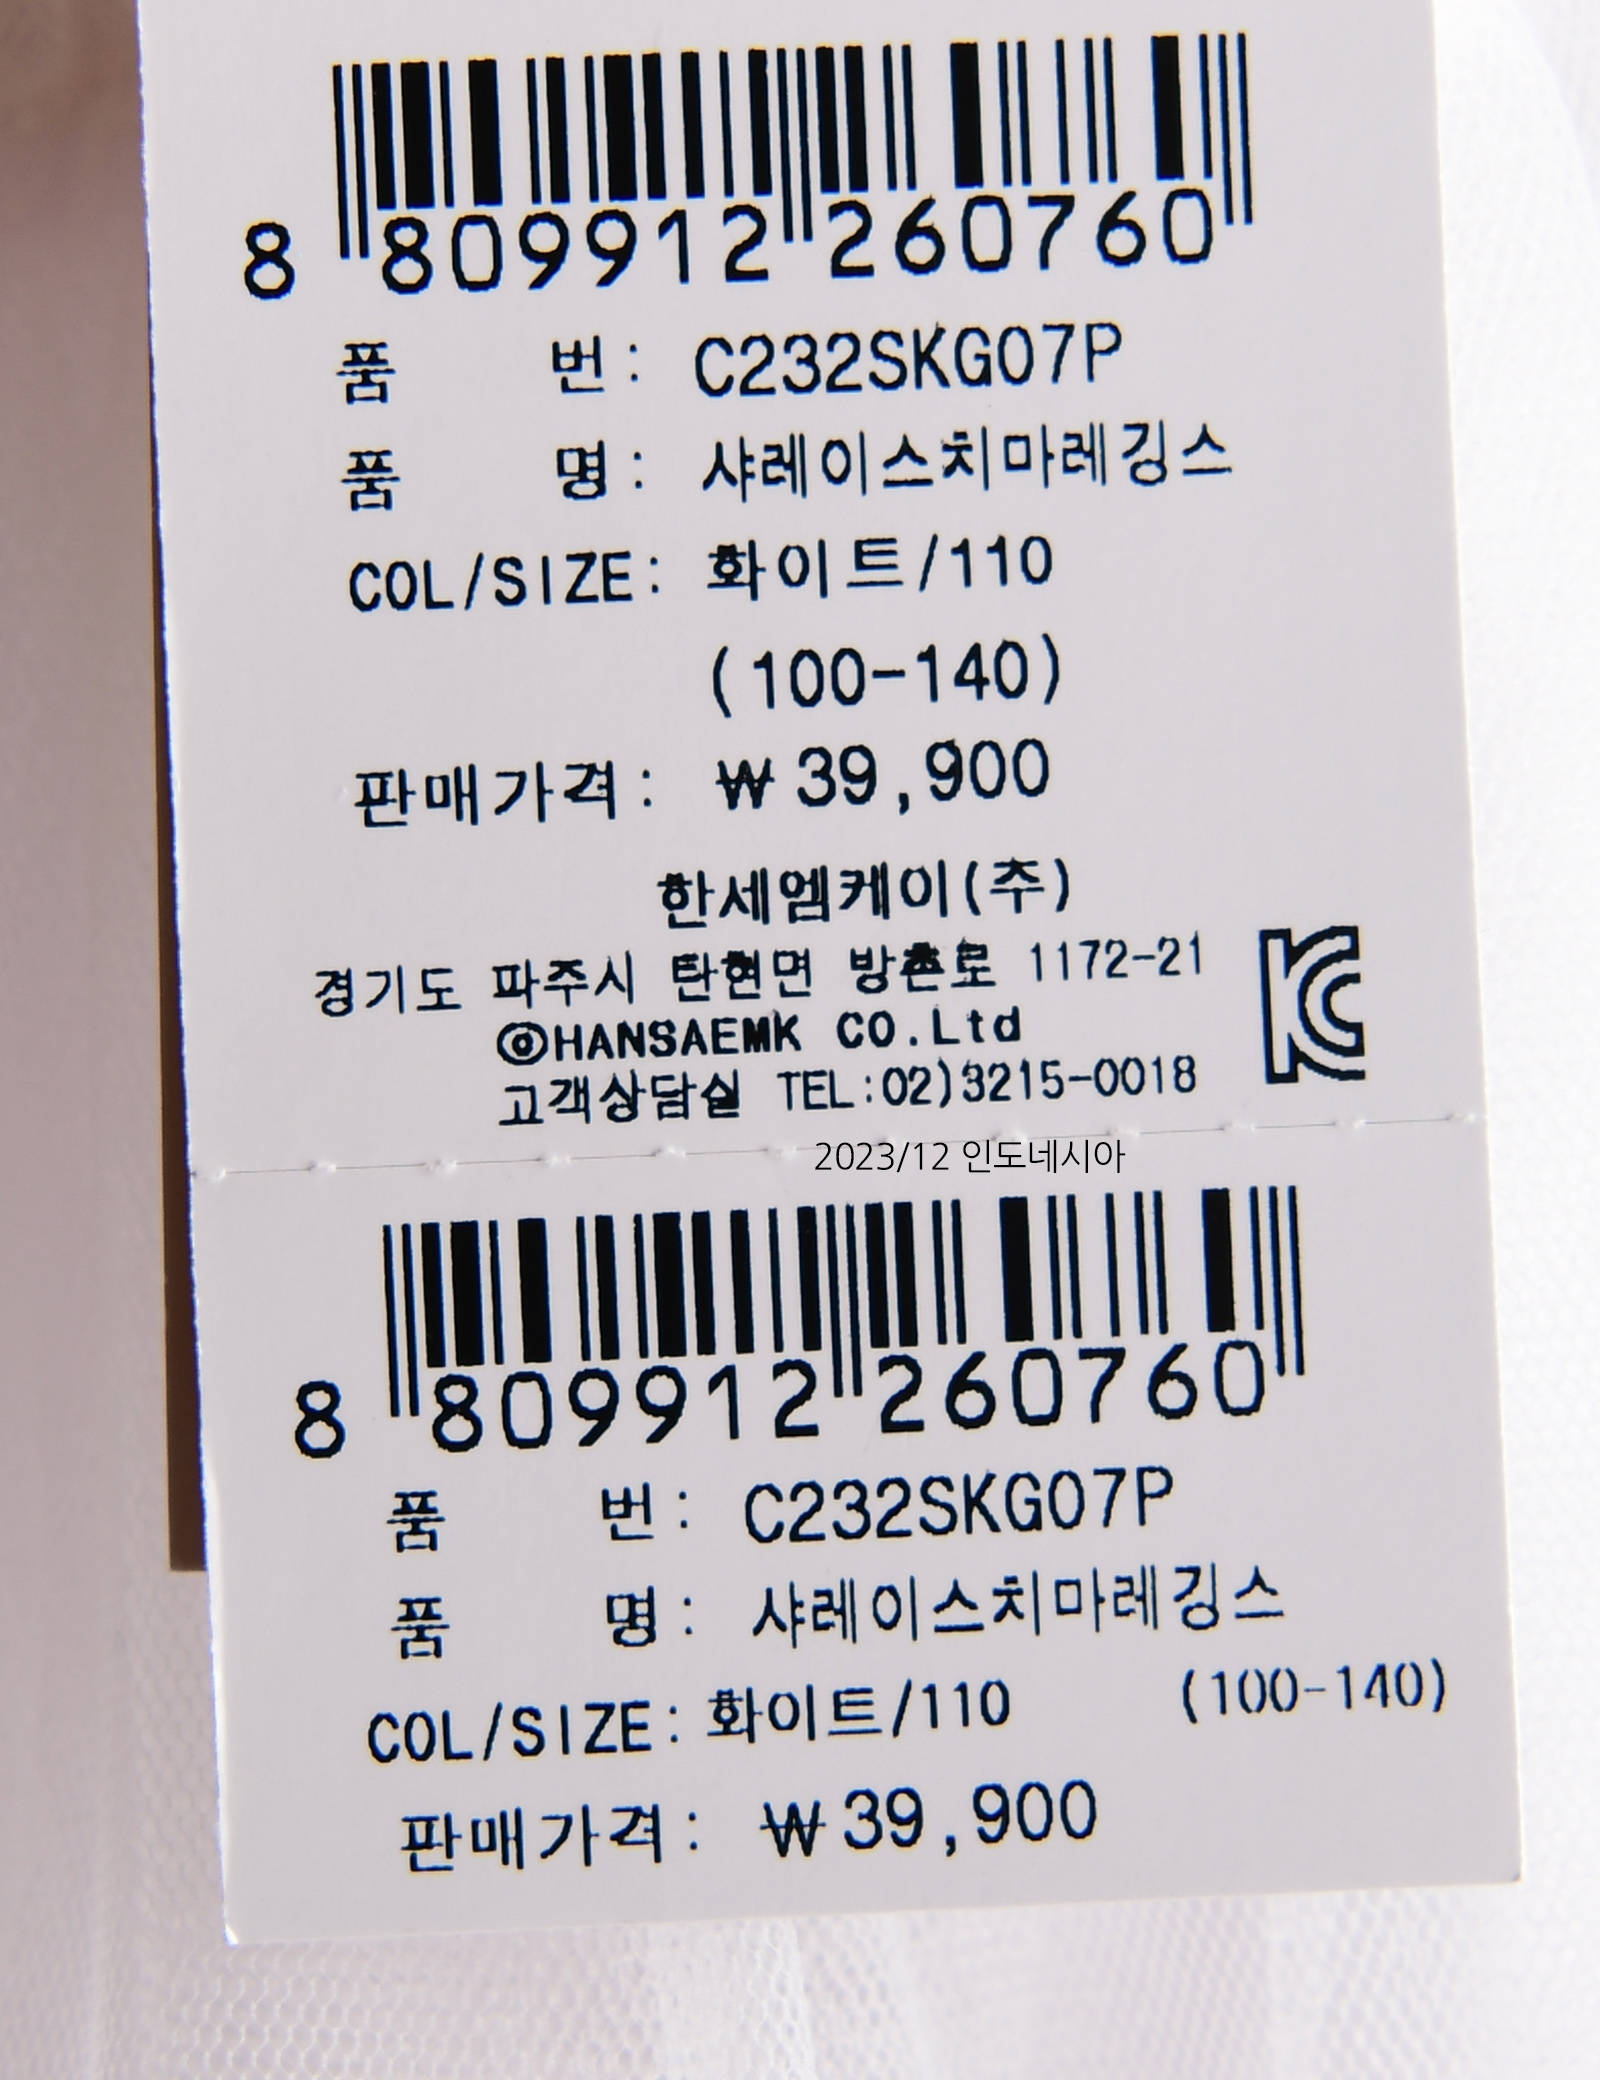 8 809912 260760
품 번: C232SKG07P
품 명: 샤레이스치마레깅스
COL/SIZE: 화이트/110
(100-140)
판매가격: ₩39,900
한세엠케이(주)
경기도 파주시 탄현면 방촌로 1172-21
ⓞHANSAEMK CO.Ltd
고객상담실 TEL:02)3215-0018
KC
2023/12 인도네시아
8 809912 260760
품 번: C232SKG07P
품 명: 샤레이스치마레깅스
COL/SIZE: 화이트/110 (100-140)
판매가격: ₩39,900